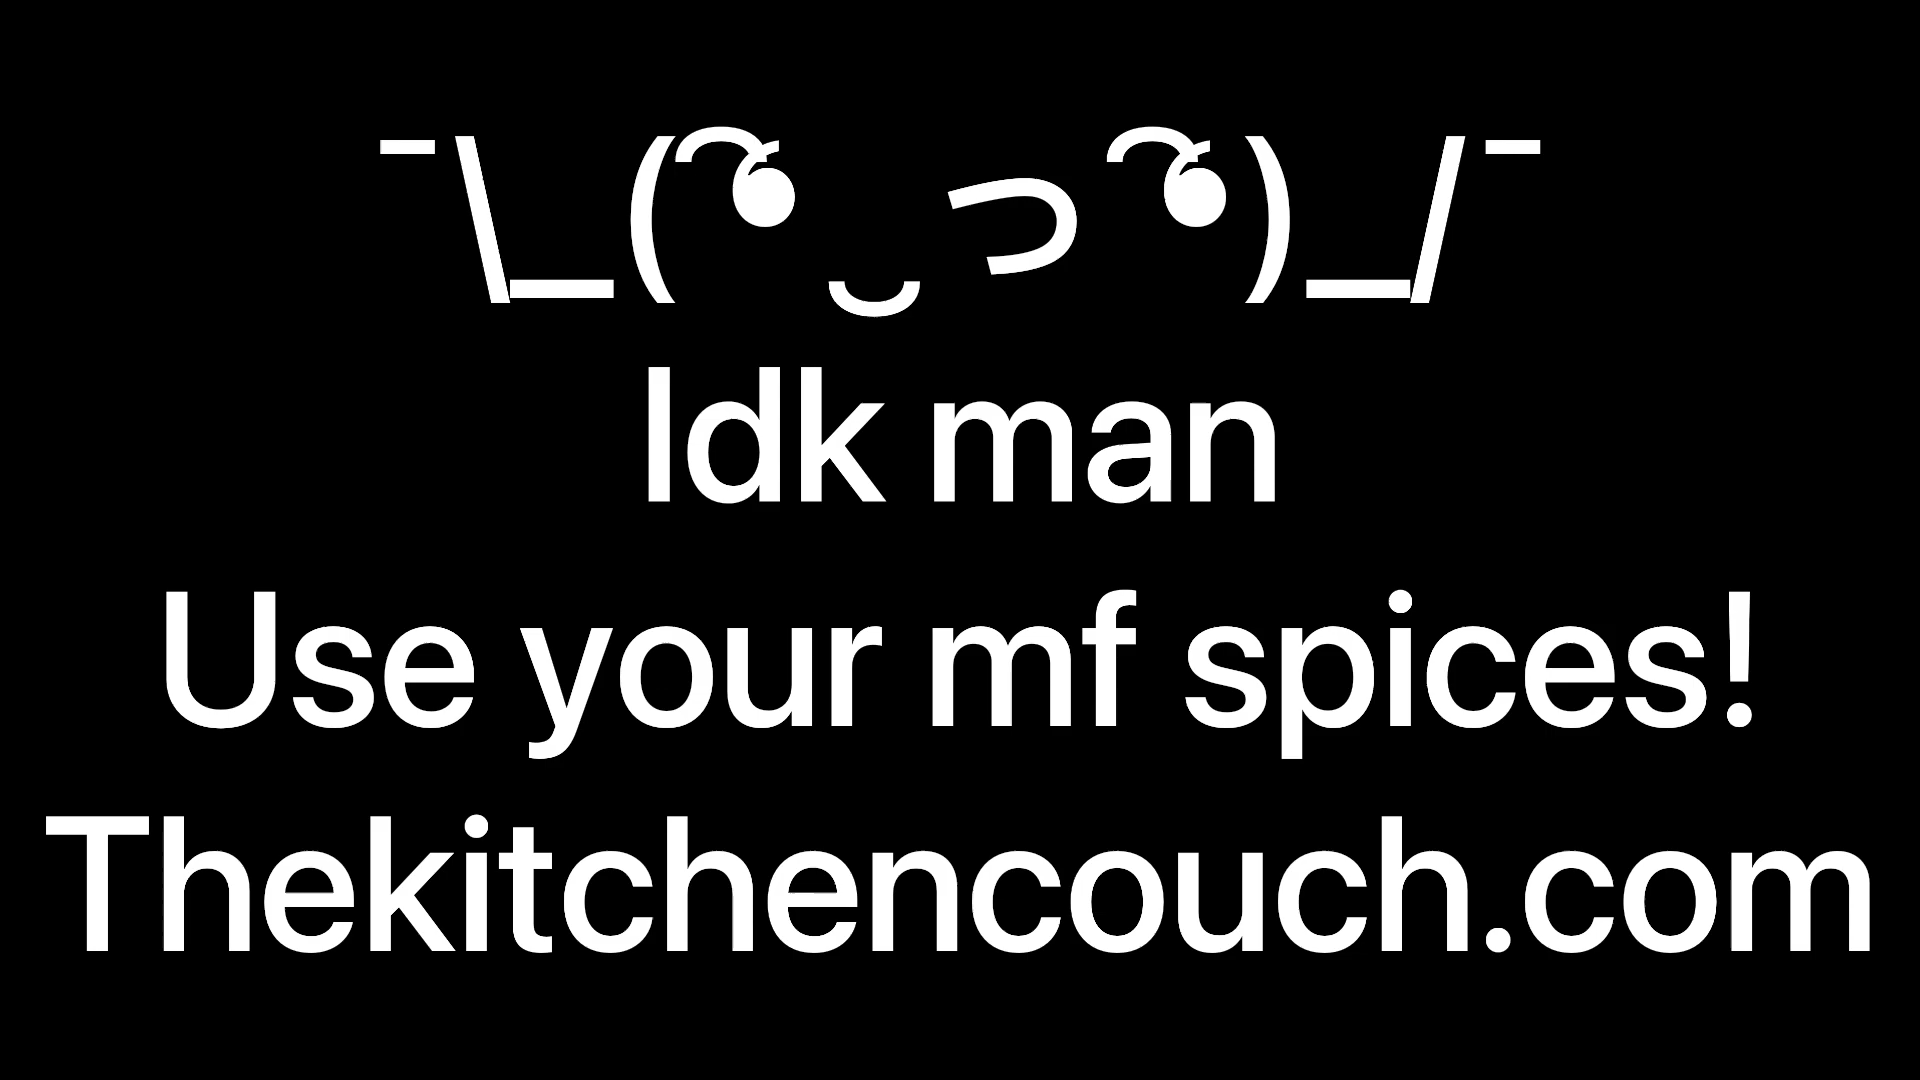 ¯\_( ͡❛ ͜ʖ ͡❛)_/¯
Idk man
Use your mf spices!
Thekitchencouch.com